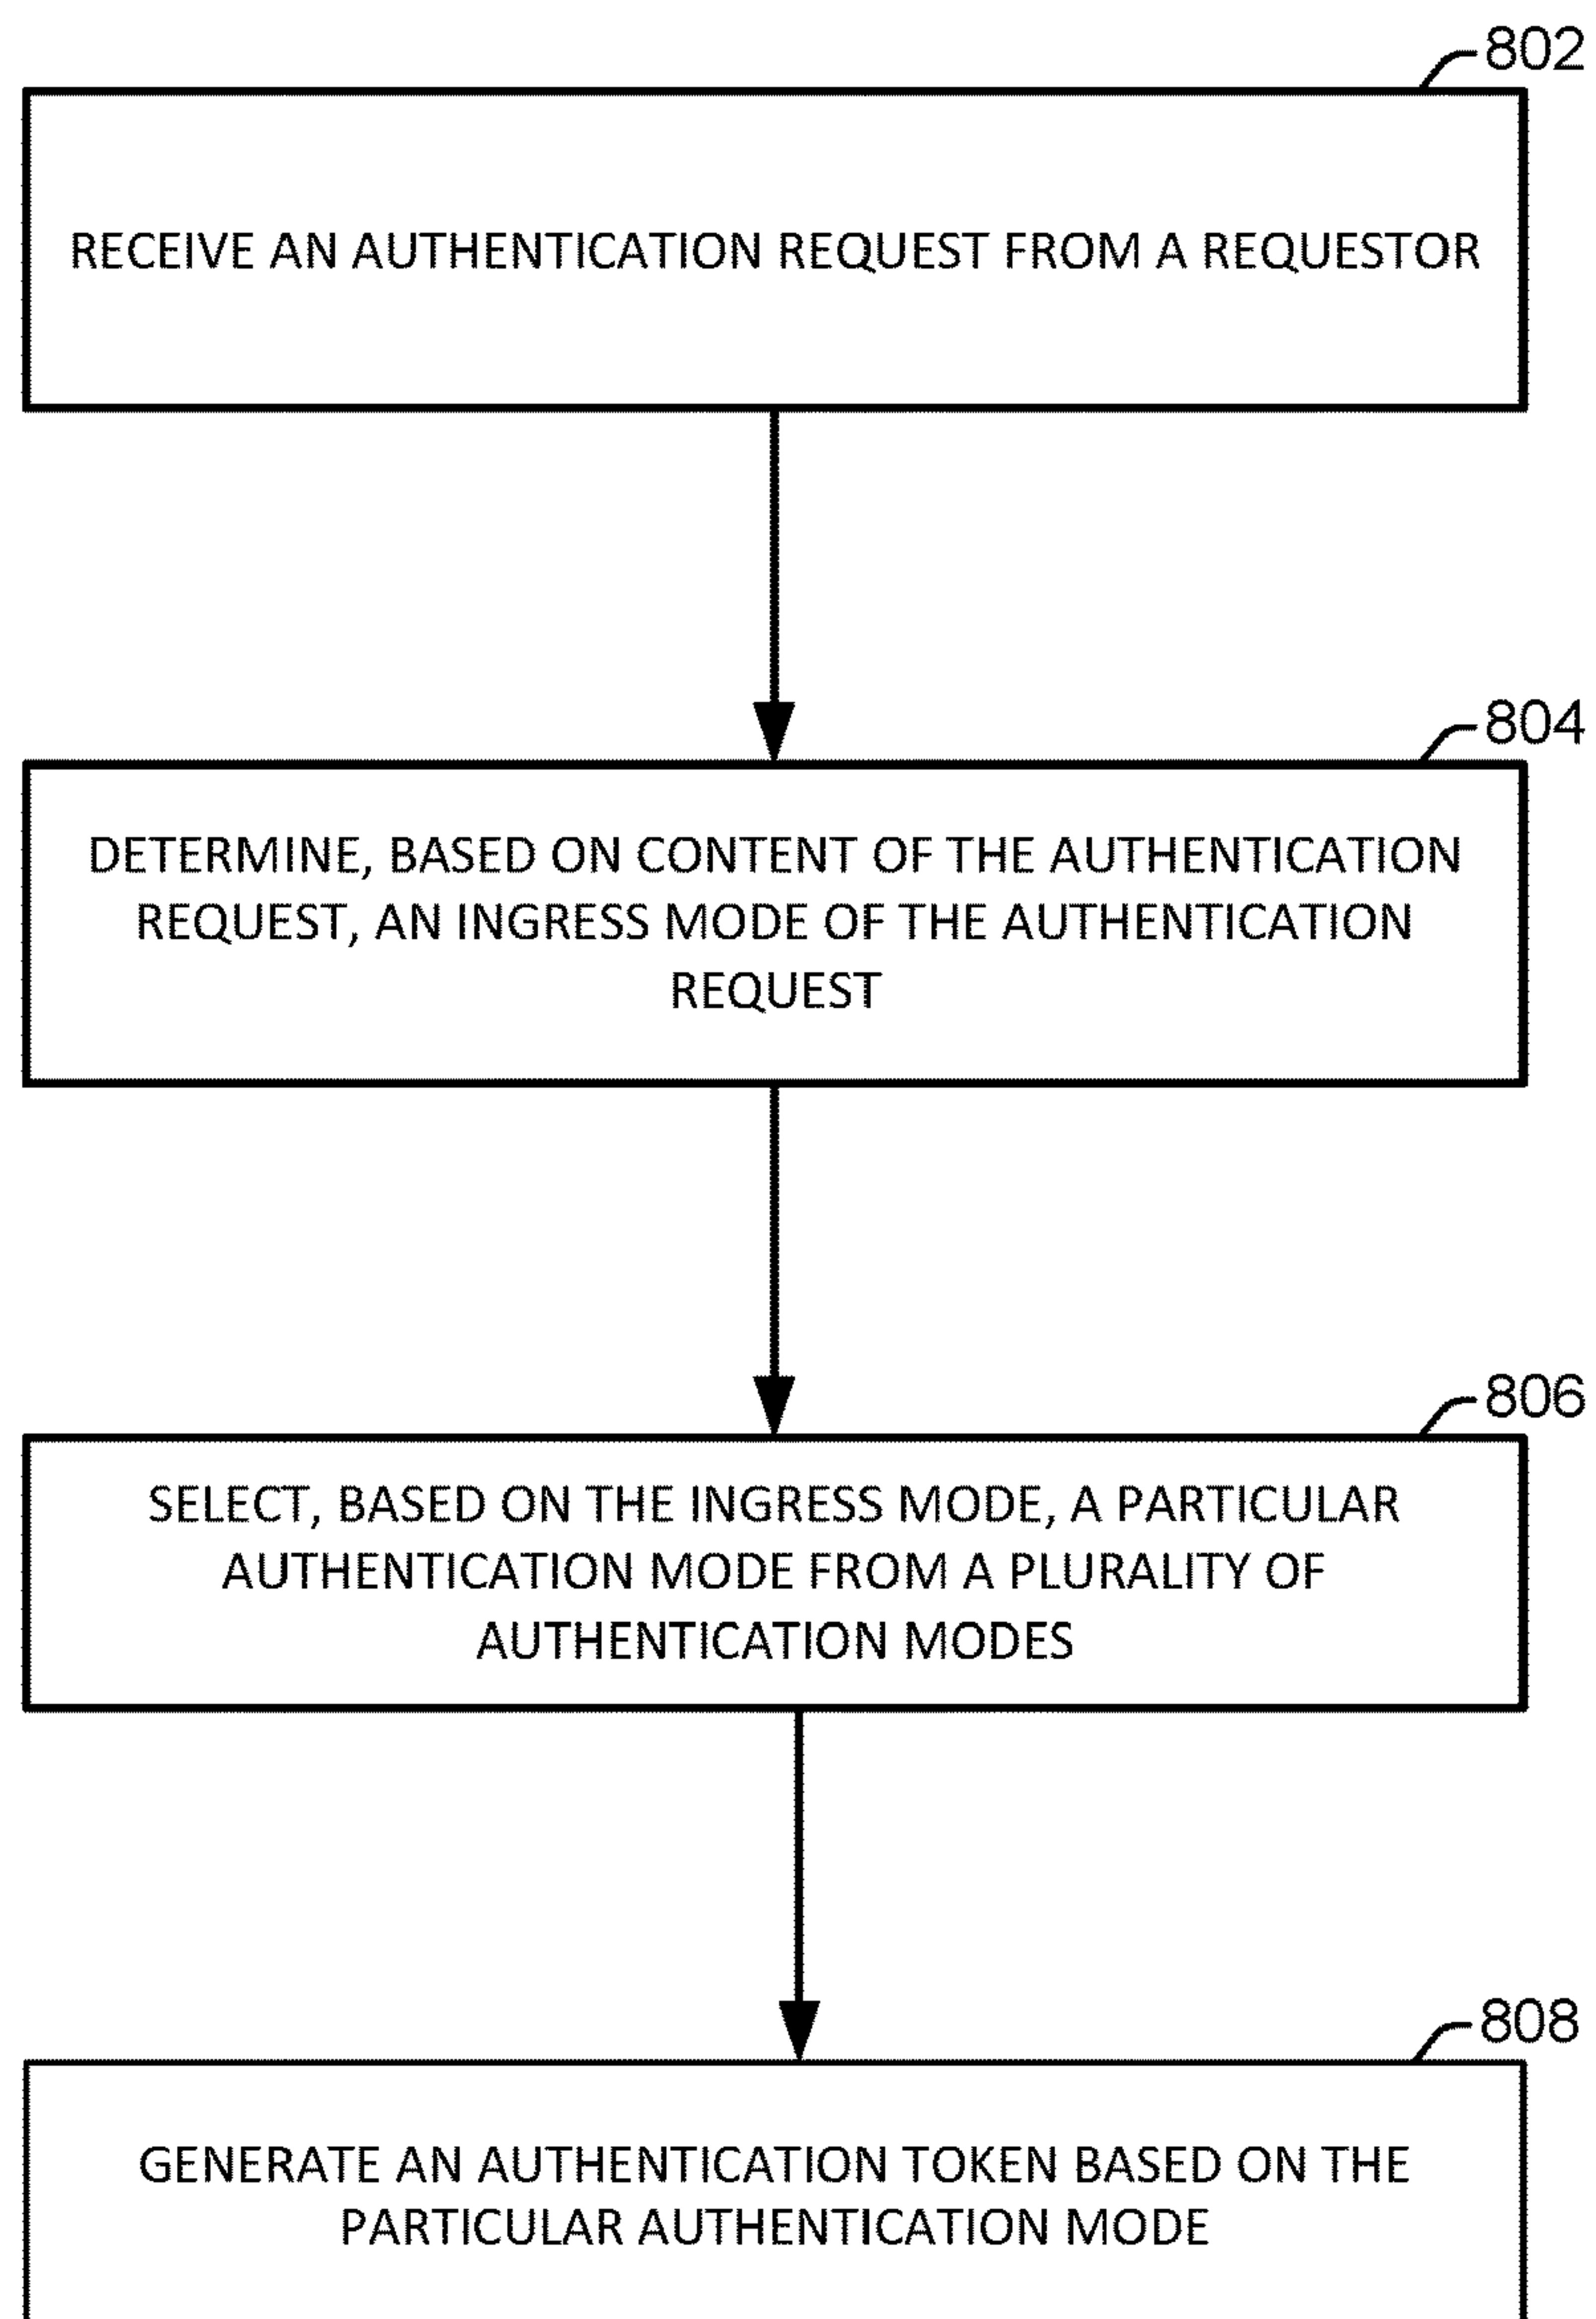 802
RECEIVE AN AUTHENTICATION REQUEST FROM A REQUESTOR
804
DETERMINE, BASED ON CONTENT OF THE AUTHENTICATION
REQUEST, AN INGRESS MODE OF THE AUTHENTICATION
REQUEST
806
SELECT, BASED ON THE INGRESS MODE, A PARTICULAR
AUTHENTICATION MODE FROM A PLURALITY OF
AUTHENTICATION MODES
808
GENERATE AN AUTHENTICATION TOKEN BASED ON THE
PARTICULAR AUTHENTICATION MODE